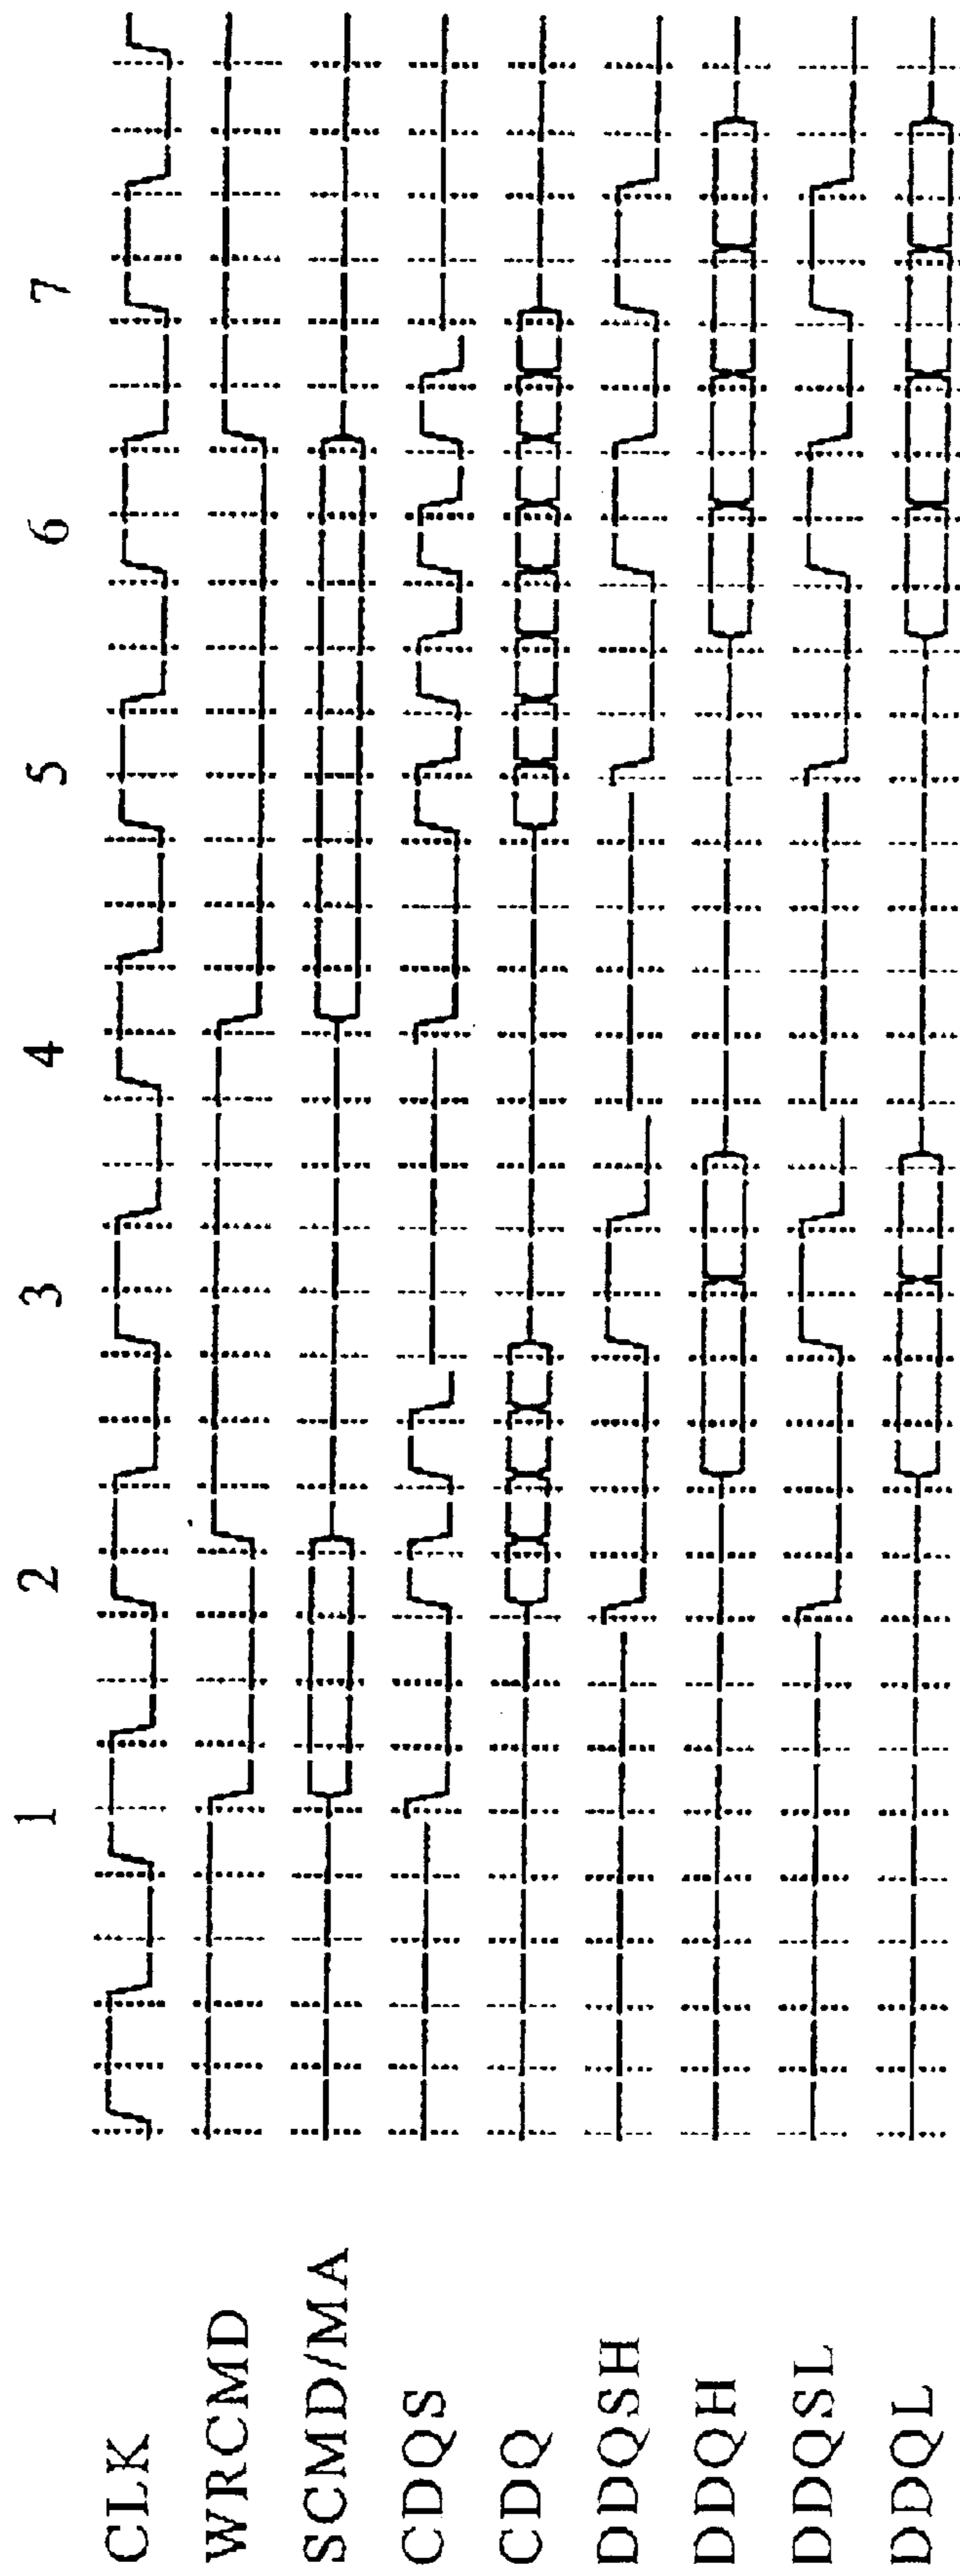 1 2 3 4 5 6 7
CLK
WRCMD
SCMD/MA
CDQS
CDQ
DDQSH
DDQH
DDQSL
DDQL